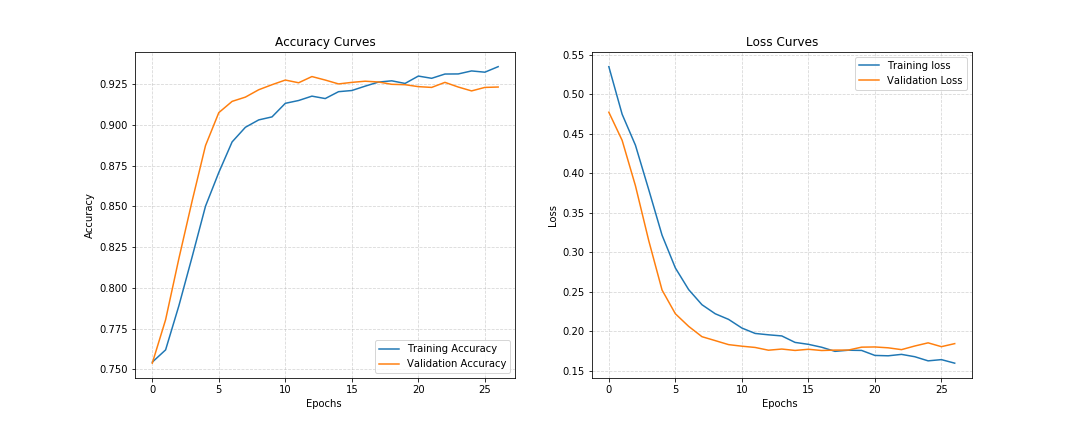 Accuracy Curves
Accuracy
0.925
0.900
0.875
0.850
0.825
0.800
0.775
0.750
Training Accuracy
Validation Accuracy
0 5 10 15 20 25
Epochs
Loss Curves
Loss
0.55
0.50
0.45
0.40
0.35
0.30
0.25
0.20
0.15
Training loss
Validation Loss
0 5 10 15 20 25
Epochs